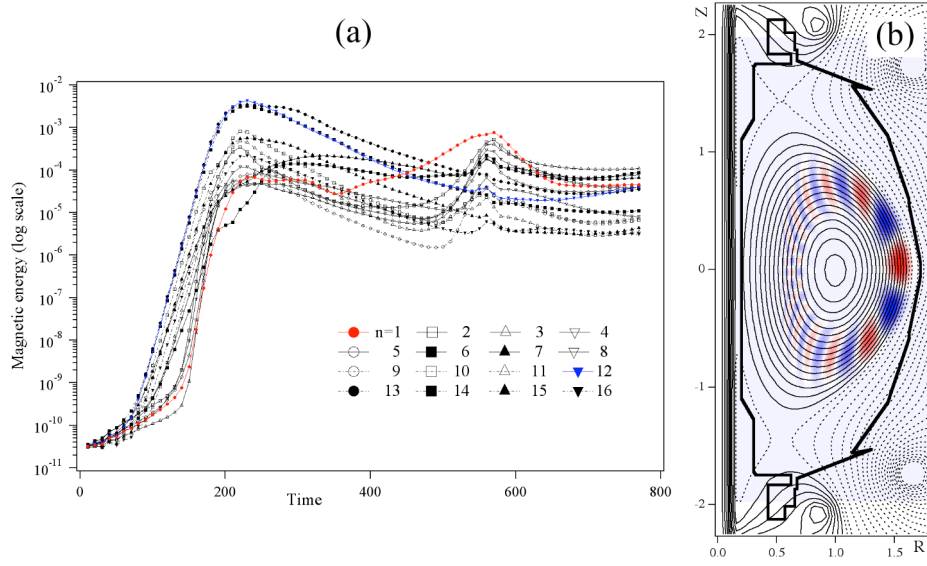 (a)
10^-2
10^-3
10^-4
10^-5
10^-6
10^-7
10^-8
10^-9
10^-10
10^-11
Magnetic energy (log scale)
0 200 400 600 800
Time
n=1 2 3 4
5 6 7 8
9 10 11 12
13 14 15 16
(b)
Z
2
1
0
-1
-2
0.0 0.5 1.0 1.5
R